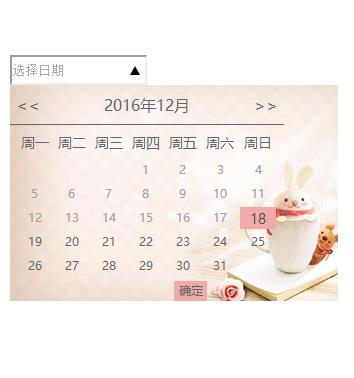 选择日期 ▲
<< 2016年12月 >>
周一 周二 周三 周四 周五 周六 周日
1 2 3 4
5 6 7 8 9 10 11
12 13 14 15 16 17 18
19 20 21 22 23 24 25
26 27 28 29 30 31
确定